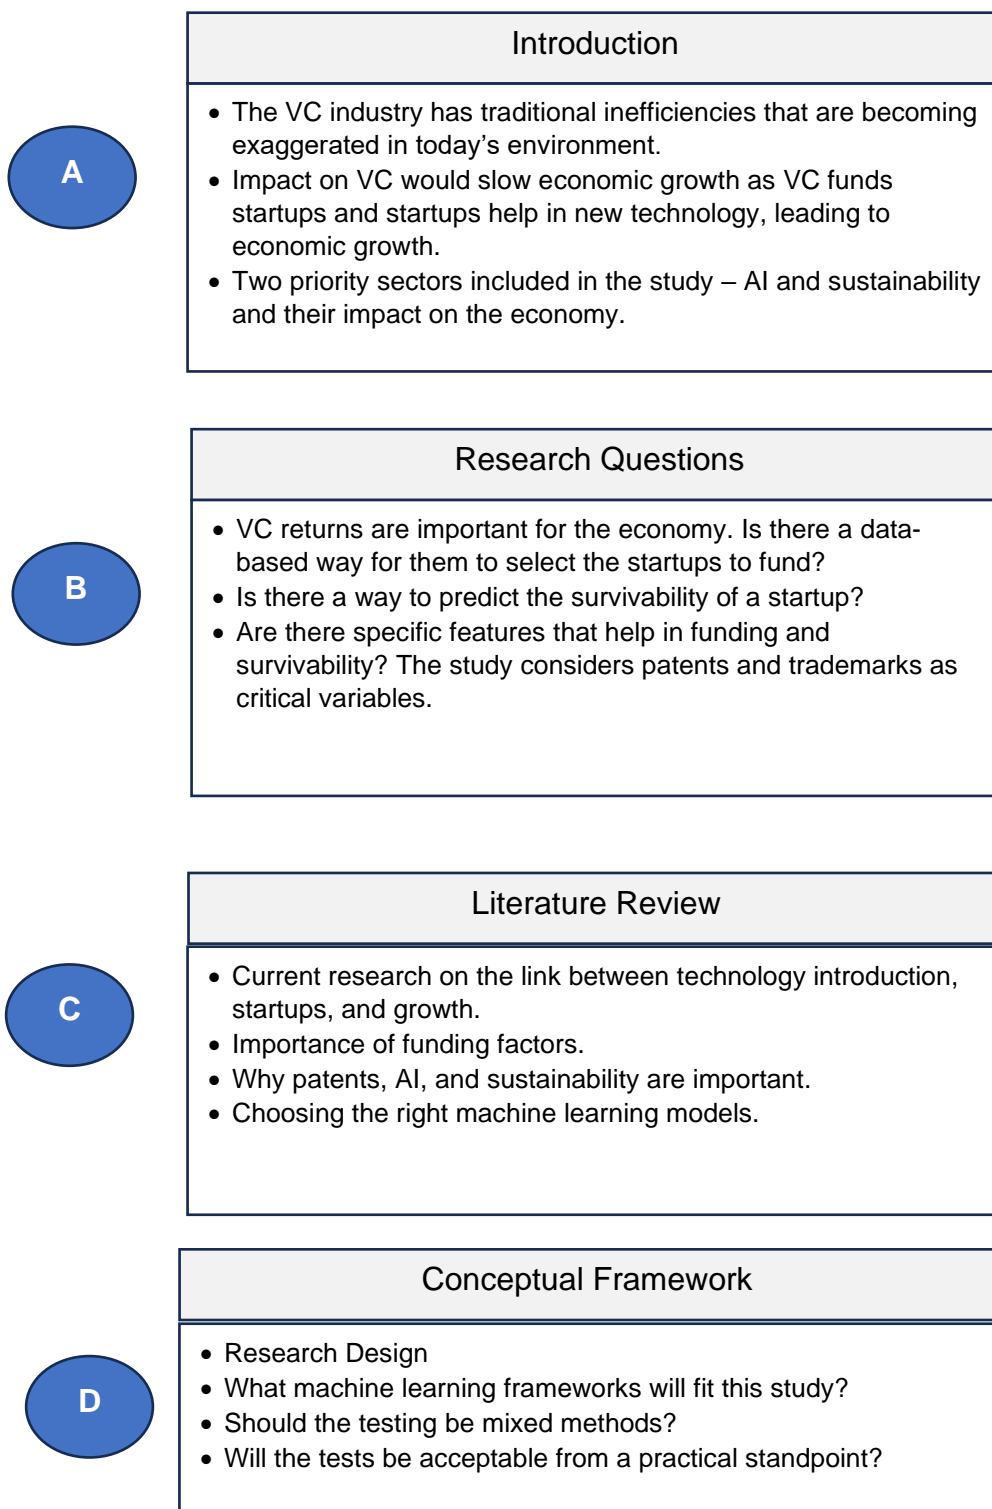 Introduction
A
• The VC industry has traditional inefficiencies that are becoming
exaggerated in today’s environment.
• Impact on VC would slow economic growth as VC funds
startups and startups help in new technology, leading to
economic growth.
• Two priority sectors included in the study – AI and sustainability
and their impact on the economy.
Research Questions
B
• VC returns are important for the economy. Is there a data-
based way for them to select the startups to fund?
• Is there a way to predict the survivability of a startup?
• Are there specific features that help in funding and
survivability? The study considers patents and trademarks as
critical variables.
Literature Review
C
• Current research on the link between technology introduction,
startups, and growth.
• Importance of funding factors.
• Why patents, AI, and sustainability are important.
• Choosing the right machine learning models.
Conceptual Framework
D
• Research Design
• What machine learning frameworks will fit this study?
• Should the testing be mixed methods?
• Will the tests be acceptable from a practical standpoint?